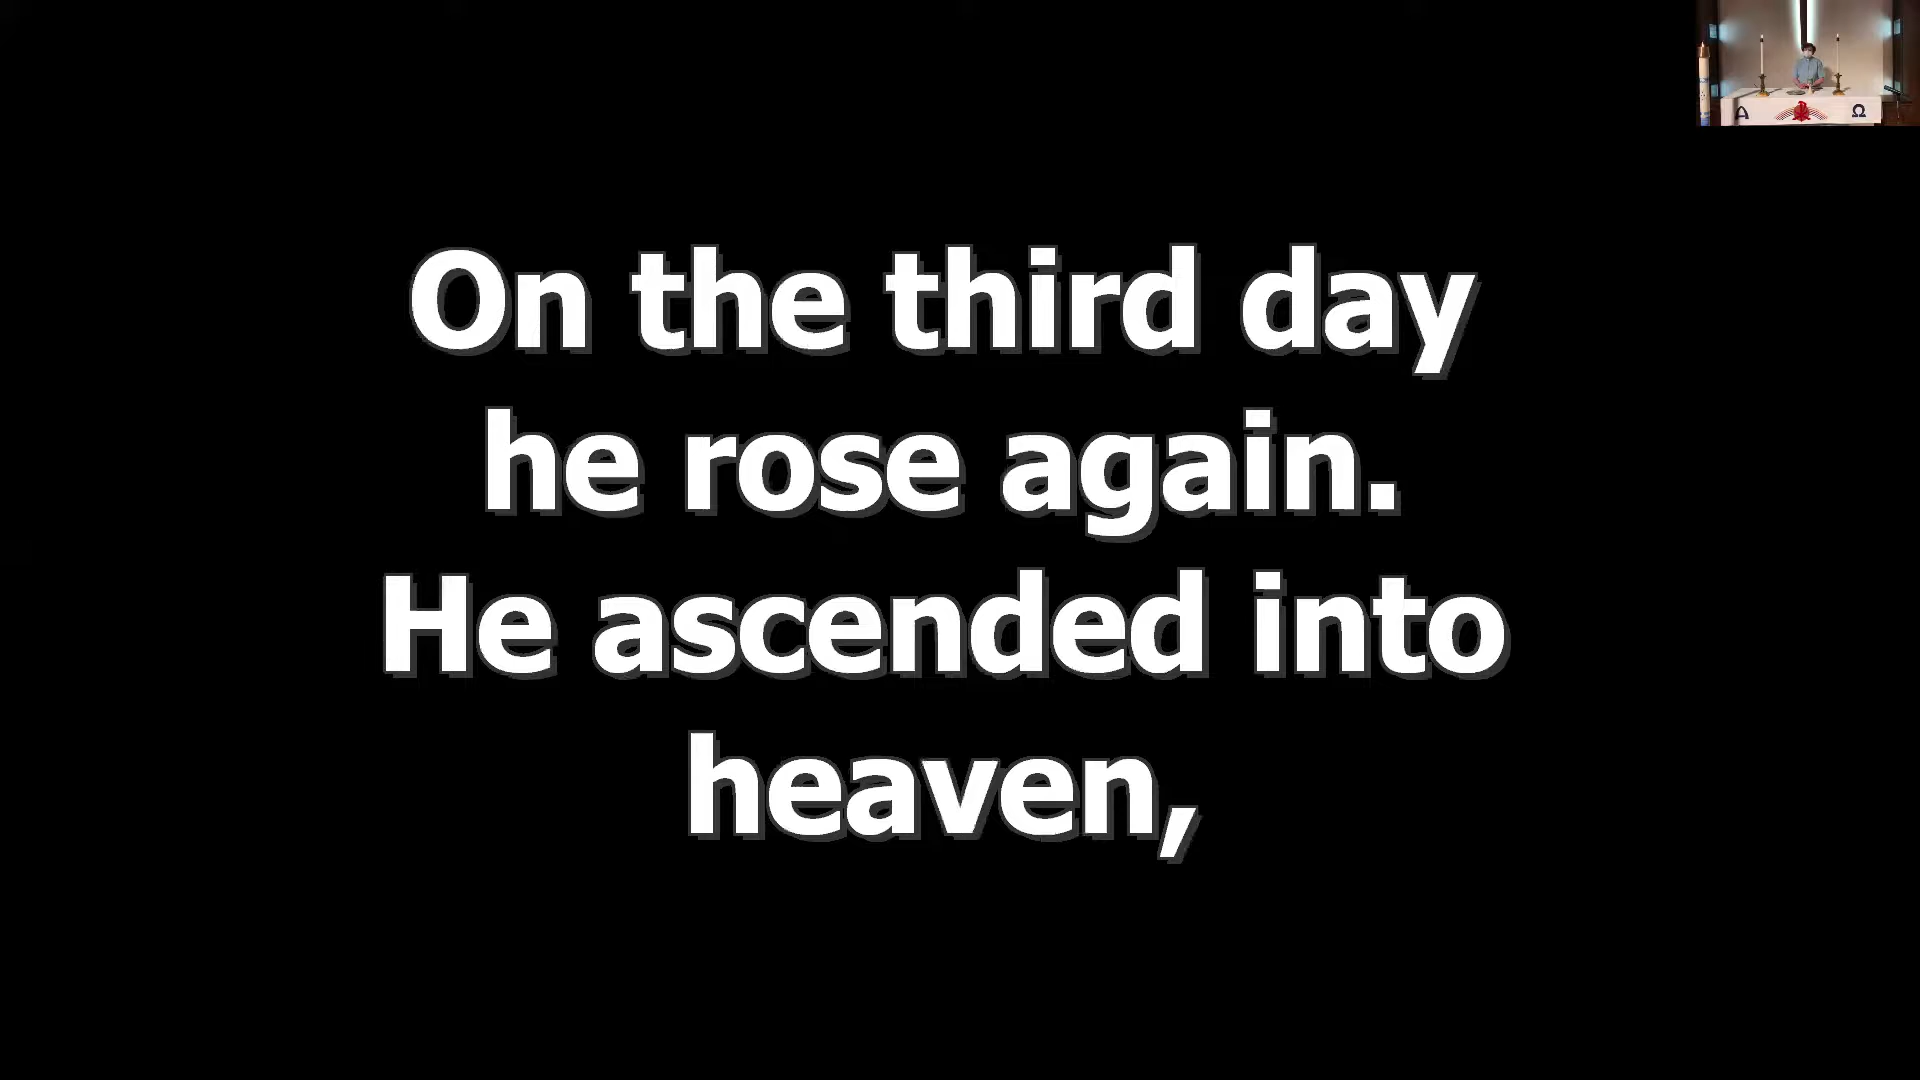 On the third day
he rose again.
He ascended into
heaven,
Α
Ω